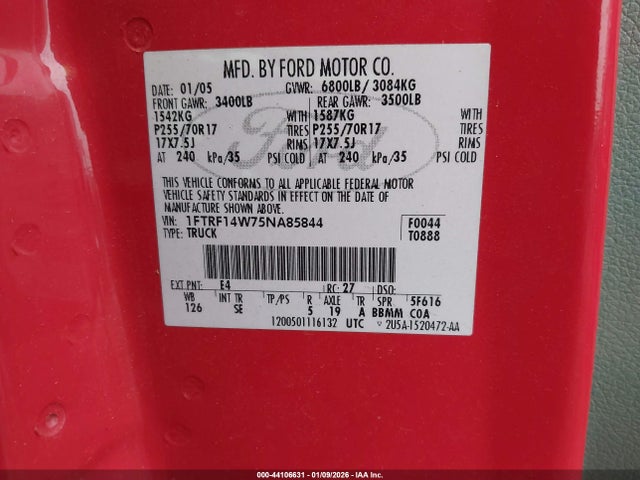 MFD. BY FORD MOTOR CO.
DATE: 01/05 GVWR: 6800LB/ 3084KG
FRONT GAWR: 3400LB REAR GAWR: 3500LB
1542KG WITH 1587KG WITH
P255/70R17 TIRES P255/70R17 TIRES
17X7.5J RIMS 17X7.5J RIMS
AT 240 kPa/35 PSI COLD AT 240 kPa/35 PSI COLD
THIS VEHICLE CONFORMS TO ALL APPLICABLE FEDERAL MOTOR
VEHICLE SAFETY STANDARDS IN EFFECT ON THE DATE OF
MANUFACTURE SHOWN ABOVE.
VIN: 1FTRF14W75NA85844 F0044
TYPE: TRUCK T0888
Ford
EXT PNT: E4 RC: 27 DSO:
WB INT TR TP/PS R AXLE TR SPR 5F616
126 SE 5 19 A BBMM COA
1200501116132 UTC 2U5A-1520472-AA
000-44106631 - 01/09/2026 - IAA Inc.